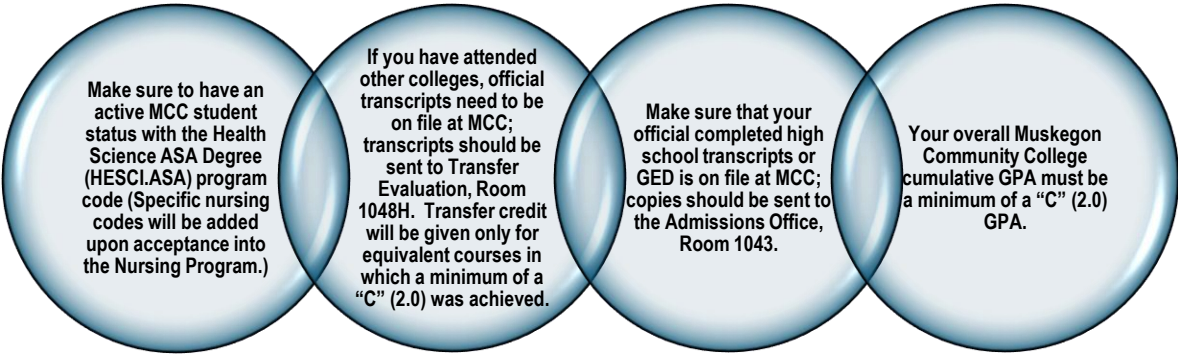 Make sure to have an
active MCC student
status with the Health
Science ASA Degree
(HESCI.ASA) program
code (Specific nursing
codes will be added
upon acceptance into
the Nursing Program.)
If you have attended
other colleges, official
transcripts need to be
on file at MCC;
transcripts should be
sent to Transfer
Evaluation, Room
1048H.  Transfer credit
will be given only for
equivalent courses in
which a minimum of a
“C” (2.0) was achieved.
Make sure that your
official completed high
school transcripts or
GED is on file at MCC;
copies should be sent to
the Admissions Office,
Room 1043.
Your overall Muskegon
Community College
cumulative GPA must be
a minimum of a “C” (2.0)
GPA.